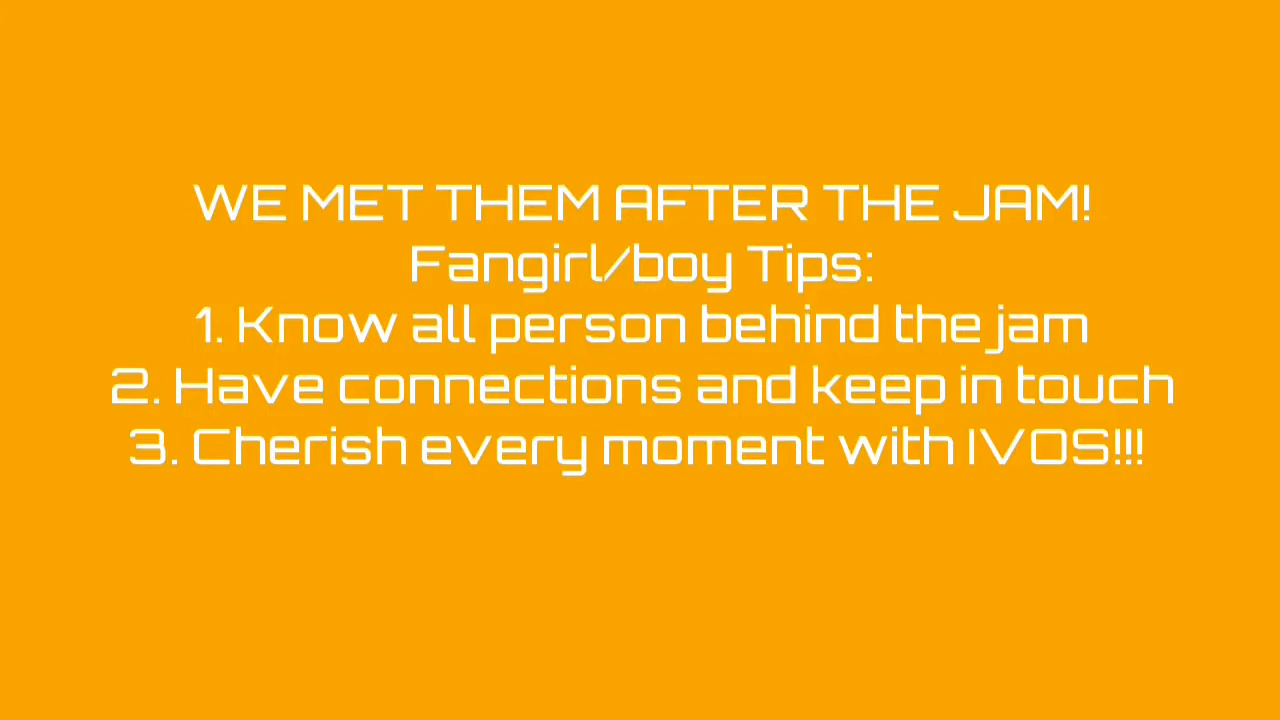 WE MET THEM AFTER THE JAM!
Fangirl/boy Tips:
1. Know all person behind the jam
2. Have connections and keep in touch
3. Cherish every moment with IVOS!!!